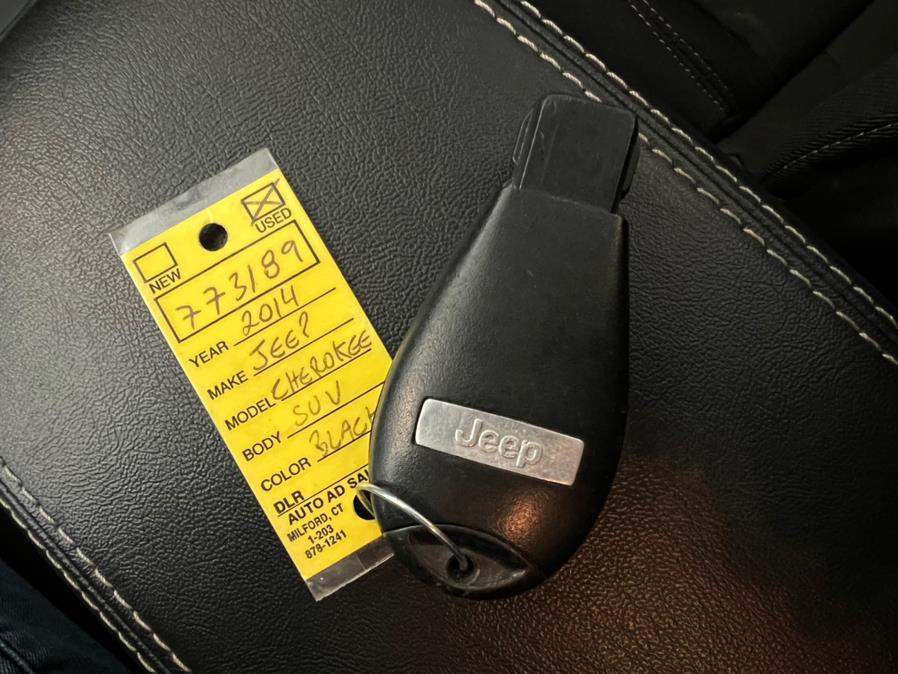 NEW
USED
773189
YEAR 2014
MAKE JEEP
MODEL CHEROKEE
BODY SUV
COLOR BLACK
DLR
AUTO AD SAL
MILFORD, CT
1-203
878-1241
Jeep